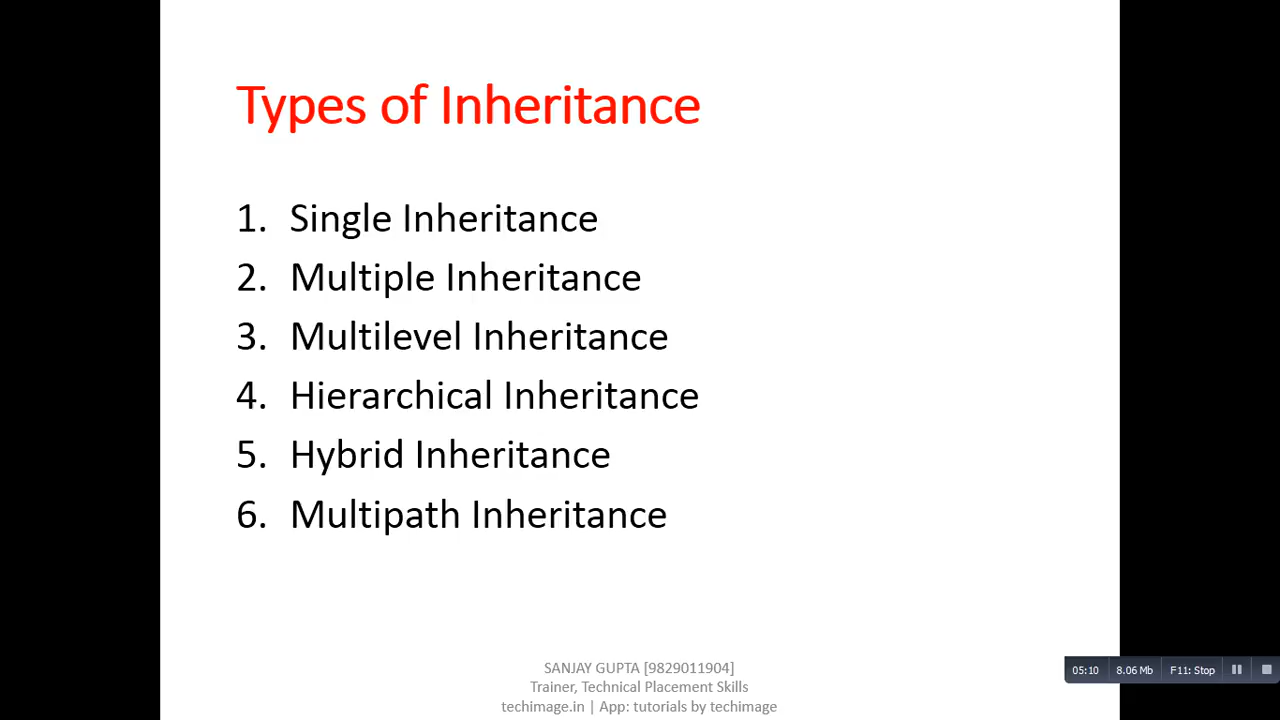 Types of Inheritance
1. Single Inheritance
2. Multiple Inheritance
3. Multilevel Inheritance
4. Hierarchical Inheritance
5. Hybrid Inheritance
6. Multipath Inheritance
SANJAY GUPTA [9829011904]
Trainer, Technical Placement Skills
techimage.in | App: tutorials by techimage
05:10 8.06 Mb F11: Stop